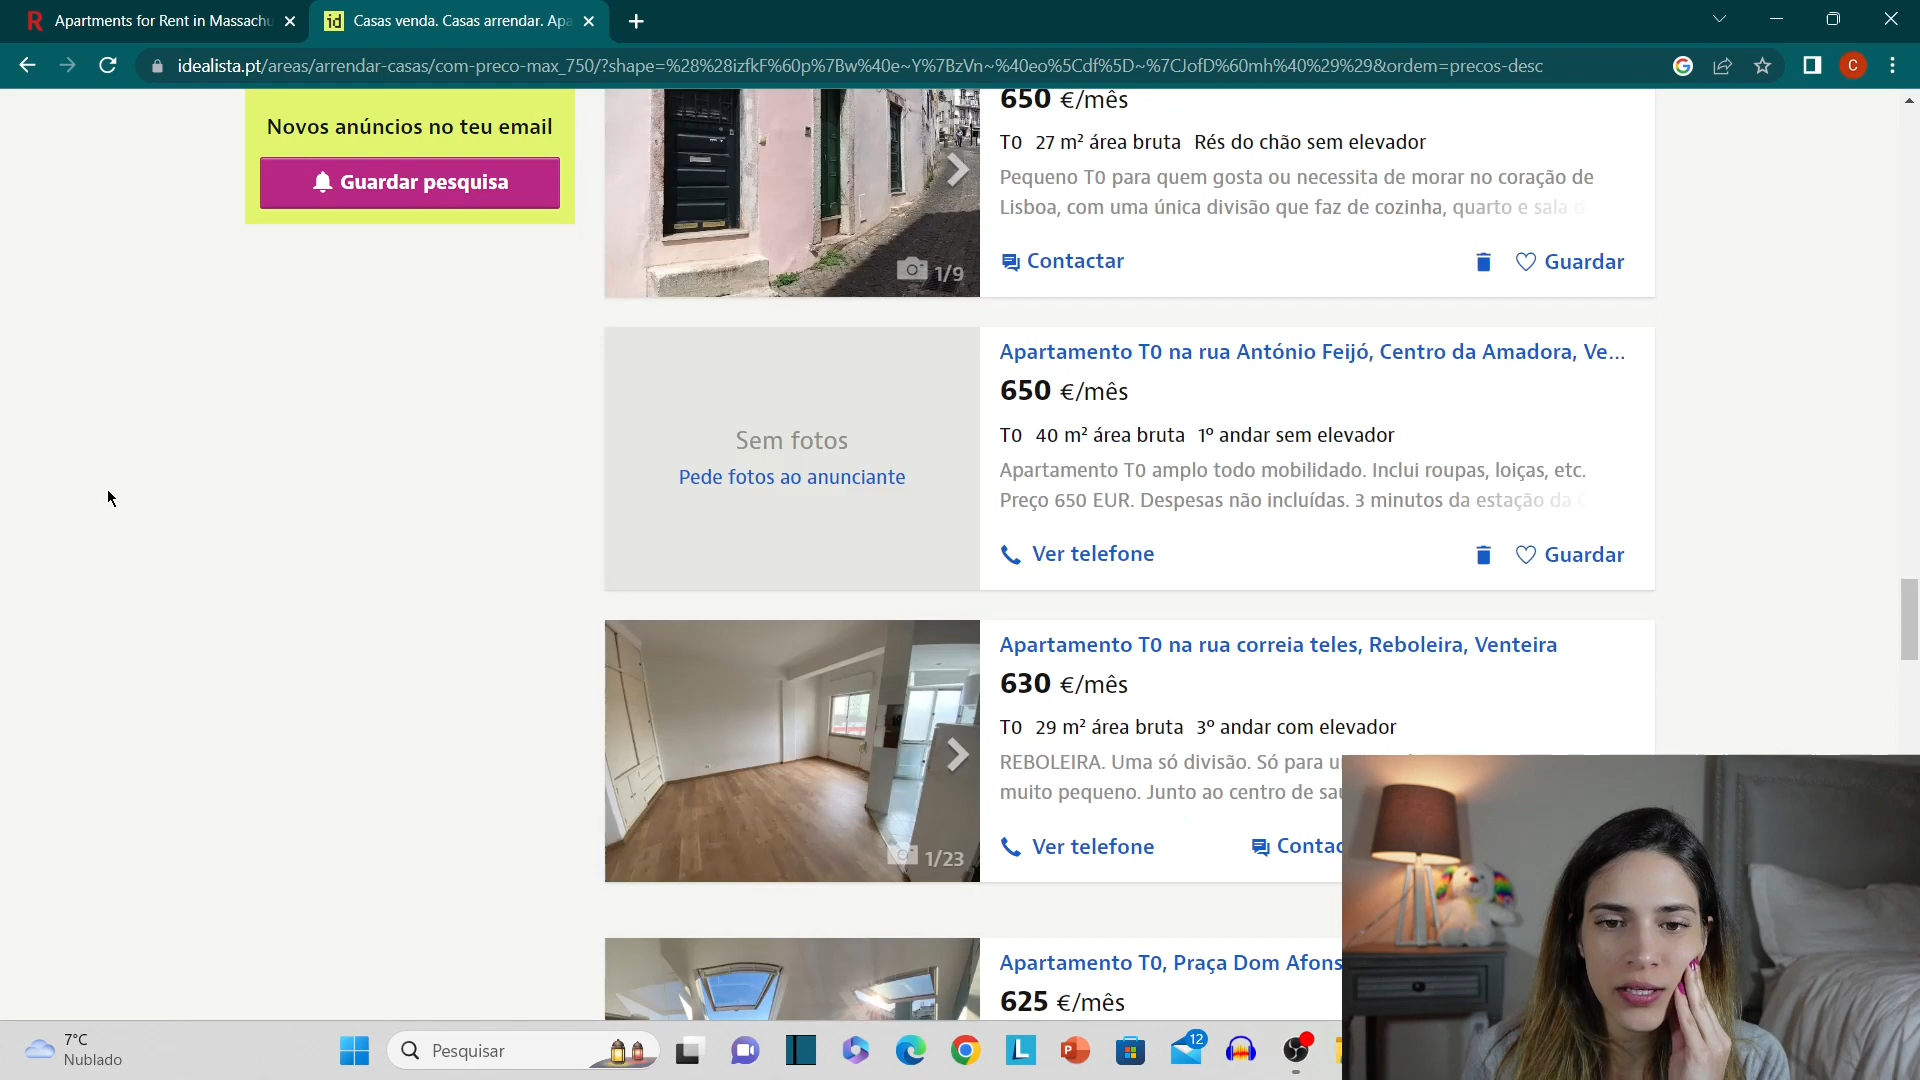 Apartments for Rent in Massachu
Casas venda. Casas arrendar. Apa
idealista.pt/areas/arrendar-casas/com-preco-max_750/?shape=%28%28izfkF%60p%7Bw%40e~Y%7BzVn~%40eo%5Cdf%5D~%7CJofD%60mh%40%29%29&ordem=precos-desc
C
Novos anúncios no teu email
Guardar pesquisa
1/9
650 €/mês
T0 27 m² área bruta Rés do chão sem elevador
Pequeno T0 para quem gosta ou necessita de morar no coração de
Lisboa, com uma única divisão que faz de cozinha, quarto e sala
Contactar
Guardar
Sem fotos
Pede fotos ao anunciante
Apartamento T0 na rua António Feijó, Centro da Amadora, Ve...
650 €/mês
T0 40 m² área bruta 1º andar sem elevador
Apartamento T0 amplo todo mobilidado. Inclui roupas, loiças, etc.
Preço 650 EUR. Despesas não incluídas. 3 minutos da estação da
Ver telefone
Guardar
1/23
Apartamento T0 na rua correia teles, Reboleira, Venteira
630 €/mês
T0 29 m² área bruta 3º andar com elevador
REBOLEIRA. Uma só divisão. Só para u
muito pequeno. Junto ao centro de saú
Ver telefone
Contac
Apartamento T0, Praça Dom Afons
625 €/mês
7°C
Nublado
Pesquisar
12